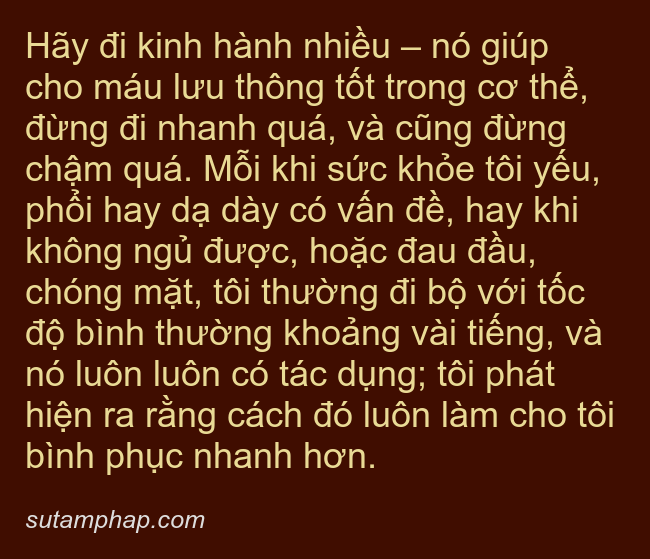 Hãy đi kinh hành nhiều – nó giúp
cho máu lưu thông tốt trong cơ thể,
đừng đi nhanh quá, và cũng đừng
chậm quá. Mỗi khi sức khỏe tôi yếu,
phổi hay dạ dày có vấn đề, hay khi
không ngủ được, hoặc đau đầu,
chóng mặt, tôi thường đi bộ với tốc
độ bình thường khoảng vài tiếng, và
nó luôn luôn có tác dụng; tôi phát
hiện ra rằng cách đó luôn làm cho tôi
bình phục nhanh hơn.
sutamphap.com